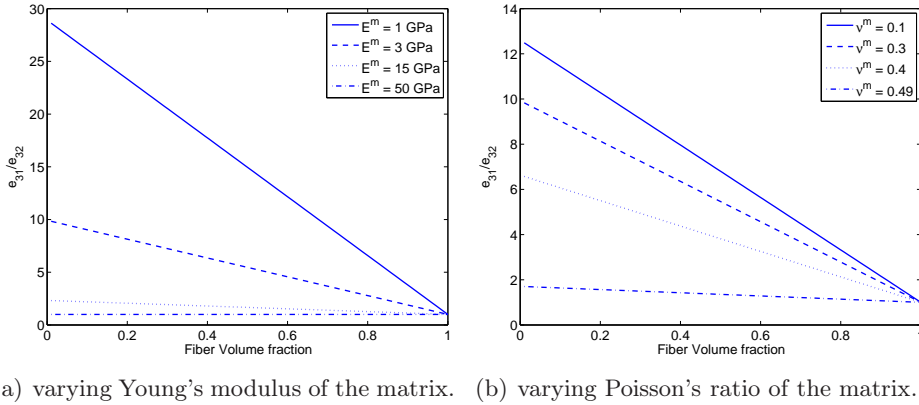 30
25
20
15
10
5
0
0 0.2 0.4 0.6 0.8 1
e31/e32
Fiber Volume fraction
E^m = 1 GPa
E^m = 3 GPa
E^m = 15 GPa
E^m = 50 GPa
14
12
10
8
6
4
2
0
0 0.2 0.4 0.6 0.8 1
e31/e32
Fiber Volume fraction
ν^m = 0.1
ν^m = 0.3
ν^m = 0.4
ν^m = 0.49
a) varying Young's modulus of the matrix.
(b) varying Poisson's ratio of the matrix.